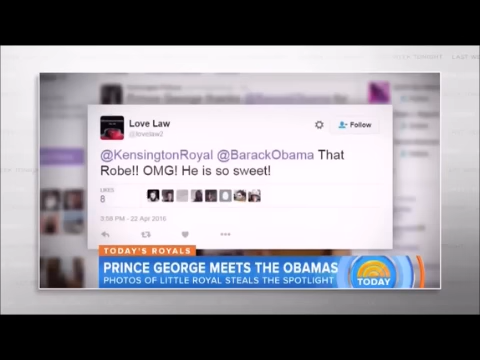 Love Law
@lovelaw2
Follow
@KensingtonRoyal @BarackObama That
Robe!! OMG! He is so sweet!
LIKES
8
3:58 PM - 22 Apr 2016
TODAY'S ROYALS
PRINCE GEORGE MEETS THE OBAMAS
PHOTOS OF LITTLE ROYAL STEALS THE SPOTLIGHT
TODAY